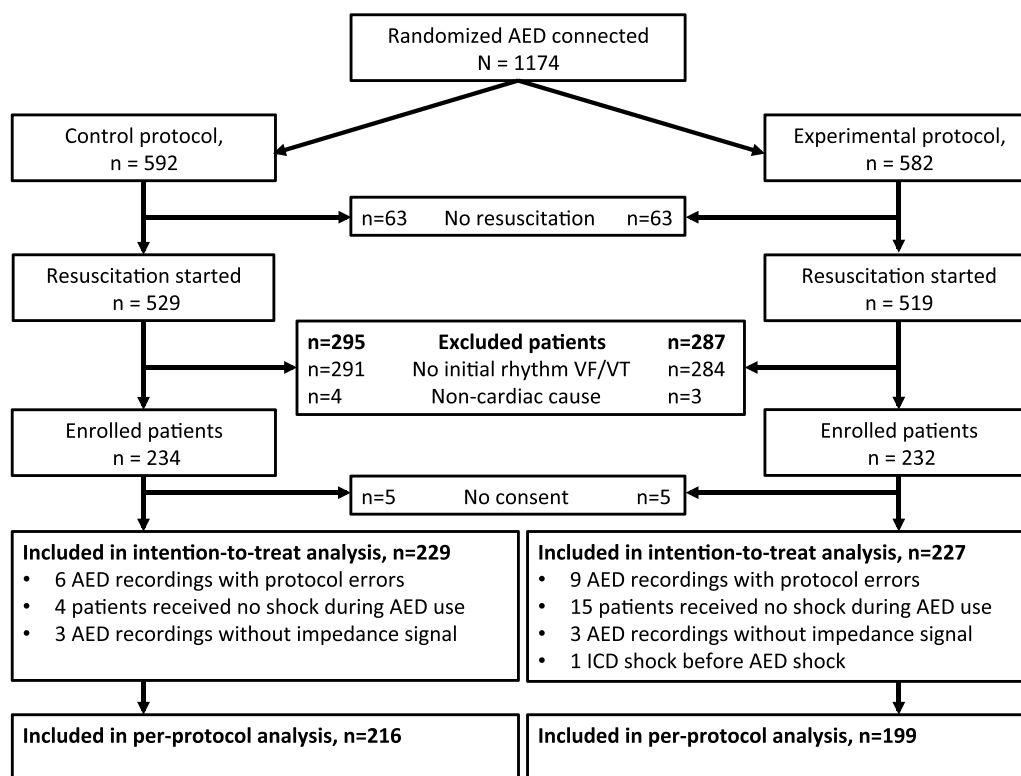 Randomized AED connected
N = 1174
Control protocol,
n = 592
Experimental protocol,
n = 582
n=63 No resuscitation n=63
Resuscitation started
n = 529
Resuscitation started
n = 519
n=295 Excluded patients n=287
n=291 No initial rhythm VF/VT n=284
n=4 Non-cardiac cause n=3
Enrolled patients
n = 234
Enrolled patients
n = 232
n=5 No consent n=5
Included in intention-to-treat analysis, n=229
• 6 AED recordings with protocol errors
• 4 patients received no shock during AED use
• 3 AED recordings without impedance signal
Included in intention-to-treat analysis, n=227
• 9 AED recordings with protocol errors
• 15 patients received no shock during AED use
• 3 AED recordings without impedance signal
• 1 ICD shock before AED shock
Included in per-protocol analysis, n=216
Included in per-protocol analysis, n=199